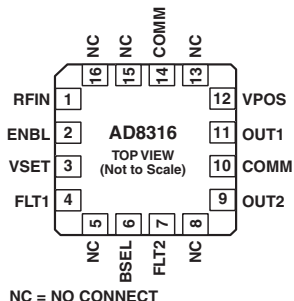 NC
NC
COMM
NC
16
15
14
13
RFIN 1
ENBL 2
VSET 3
FLT1 4
AD8316
TOP VIEW
(Not to Scale)
12 VPOS
11 OUT1
10 COMM
9 OUT2
5
6
7
8
NC
BSEL
FLT2
NC
NC = NO CONNECT